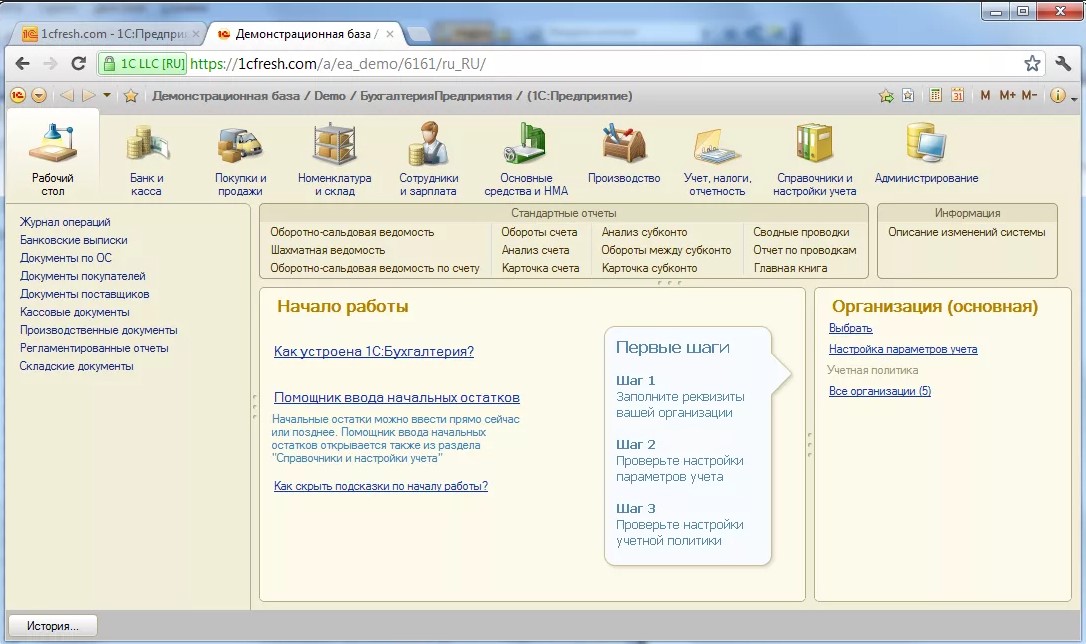 1cfresh.com - 1С:Предпри
Демонстрационная база /
1C LLC [RU] https://1cfresh.com/a/ea_demo/6161/ru_RU/
Демонстрационная база / Demo / БухгалтерияПредприятия / (1С:Предприятие)
M M+ M-
Рабочий
стол
Банк и
касса
Покупки и
продажи
Номенклатура
и склад
Сотрудники
и зарплата
Основные
средства и НМА
Производство
Учет, налоги,
отчетность
Справочники и
настройки учета
Администрирование
Журнал операций
Банковские выписки
Документы по ОС
Документы покупателей
Документы поставщиков
Кассовые документы
Производственные документы
Регламентированные отчеты
Складские документы
Стандартные отчеты
Оборотно-сальдовая ведомость
Шахматная ведомость
Оборотно-сальдовая ведомость по счету
Обороты счета
Анализ счета
Карточка счета
Анализ субконто
Обороты между субконто
Карточка субконто
Сводные проводки
Отчет по проводкам
Главная книга
Информация
Описание изменений системы
Начало работы
Как устроена 1С:Бухгалтерия?
Помощник ввода начальных остатков
Начальные остатки можно ввести прямо сейчас
или позднее. Помощник ввода начальных
остатков открывается также из раздела
"Справочники и настройки учета"
Как скрыть подсказки по началу работы?
Первые шаги
Шаг 1
Заполните реквизиты
вашей организации
Шаг 2
Проверьте настройки
параметров учета
Шаг 3
Проверьте настройки
учетной политики
Организация (основная)
Выбрать
Настройка параметров учета
Учетная политика
Все организации (5)
История...